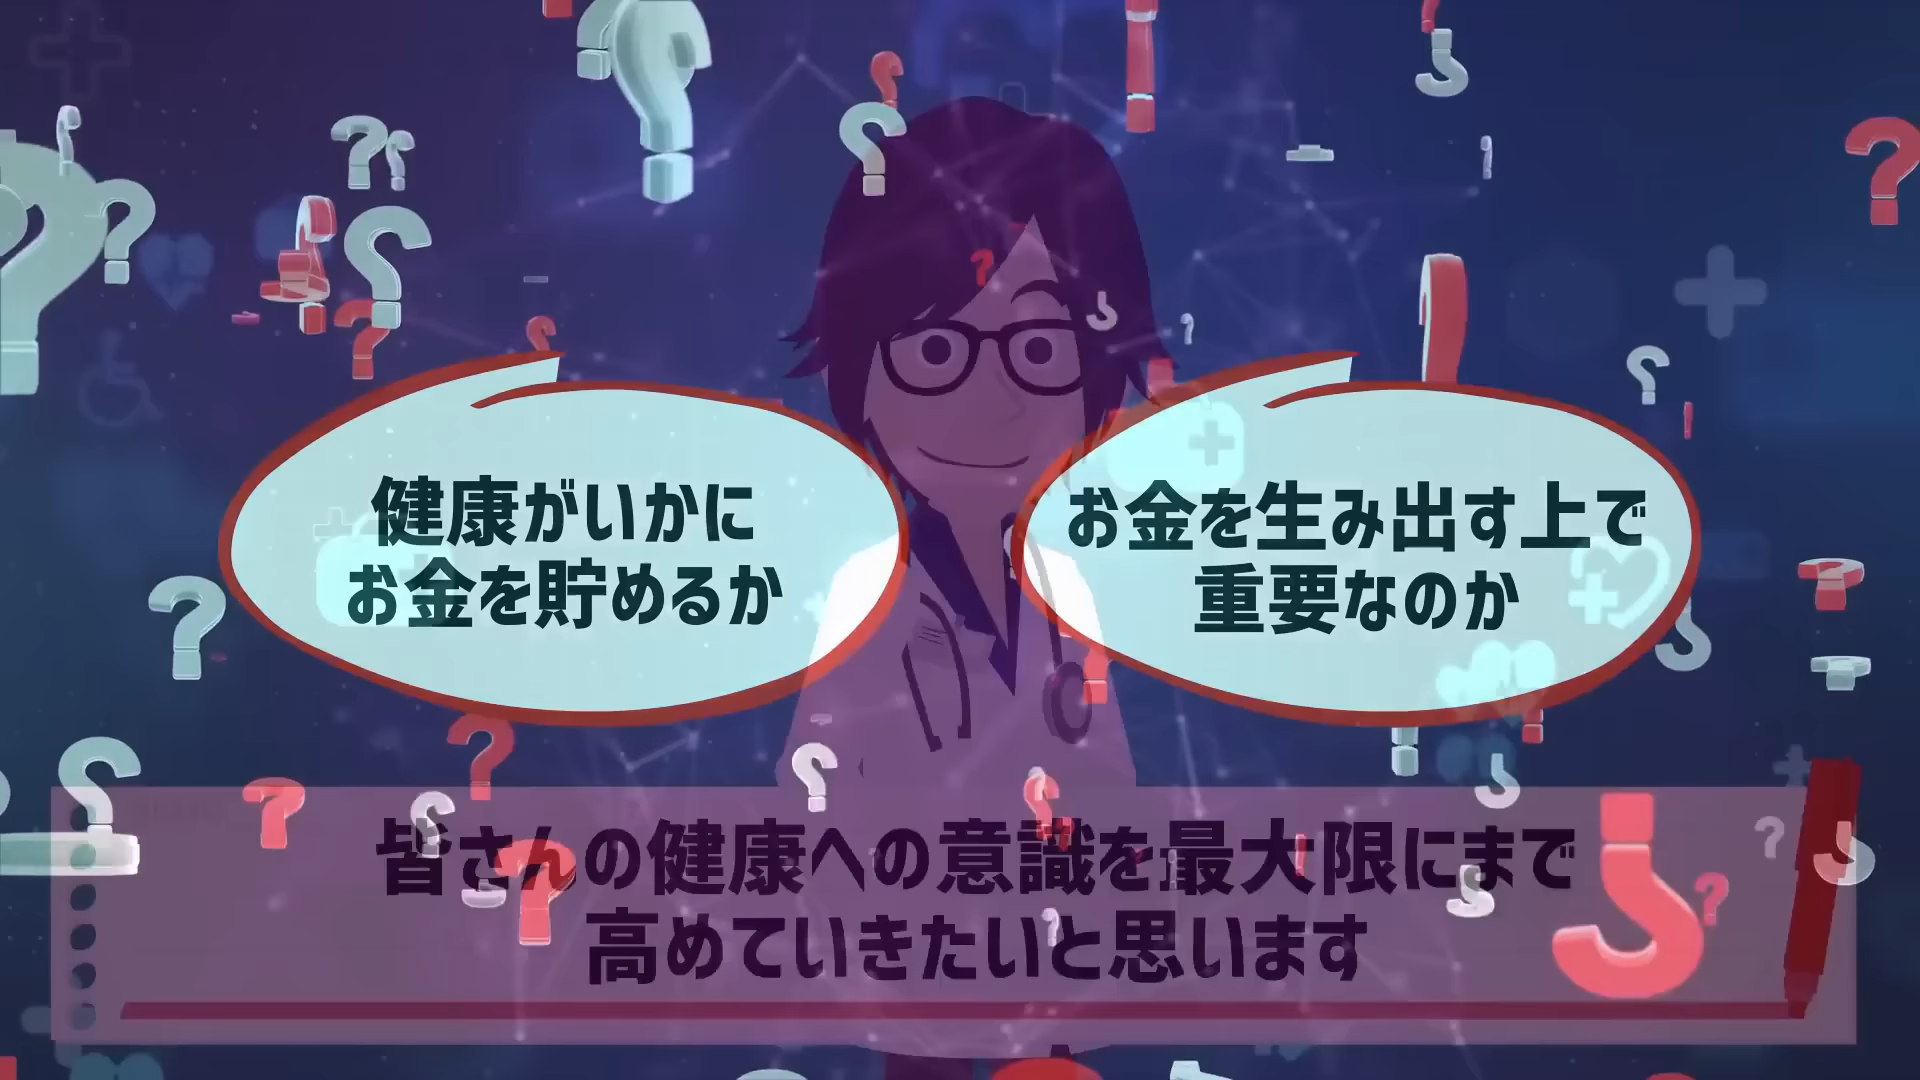 健康がいかに
お金を貯めるか
お金を生み出す上で
重要なのか
皆さんの健康への意識を最大限にまで
高めていきたいと思います